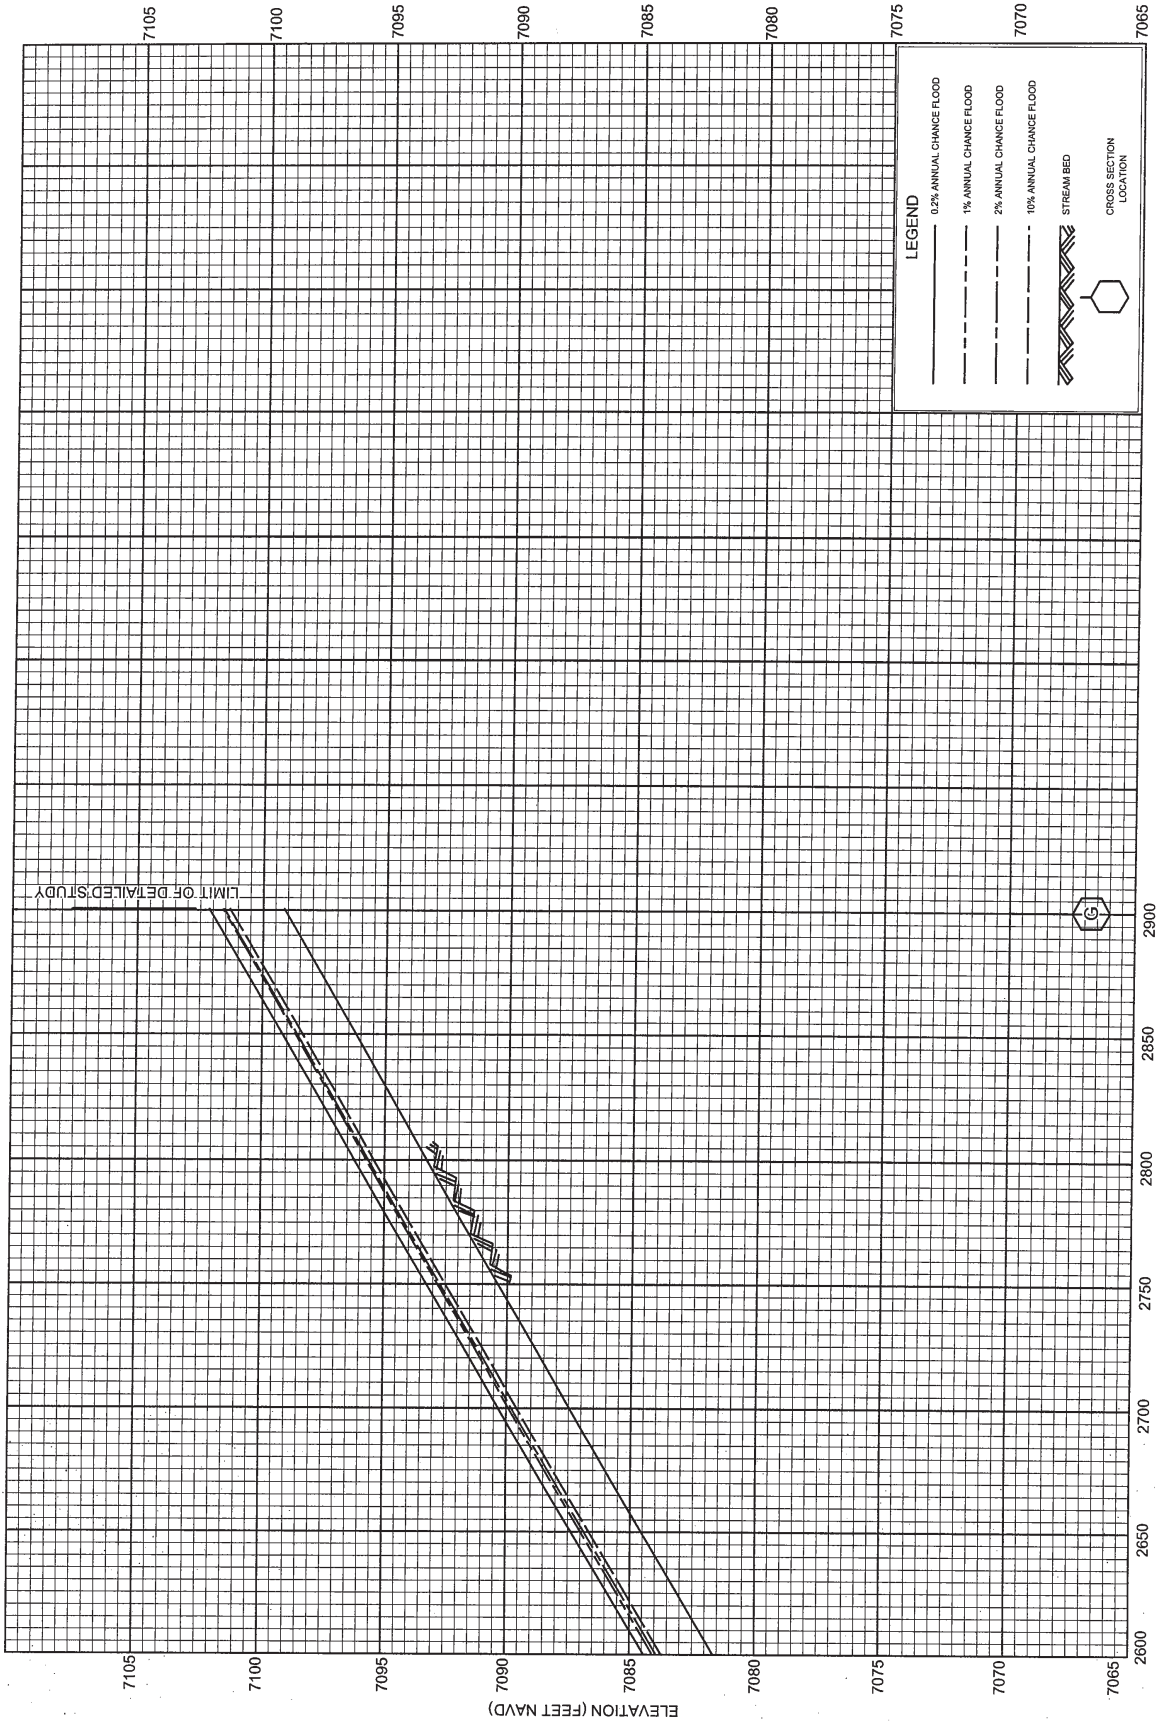 7105
7100
7095
7090
7085
7080
7075
7070
7065
LIMIT OF DETAILED STUDY
LEGEND
0.2% ANNUAL CHANCE FLOOD
1% ANNUAL CHANCE FLOOD
2% ANNUAL CHANCE FLOOD
10% ANNUAL CHANCE FLOOD
STREAM BED
CROSS SECTION
LOCATION
G
ELEVATION (FEET NAVD)
7105
7100
7095
7090
7085
7080
7075
7070
7065
2600
2650
2700
2750
2800
2850
2900